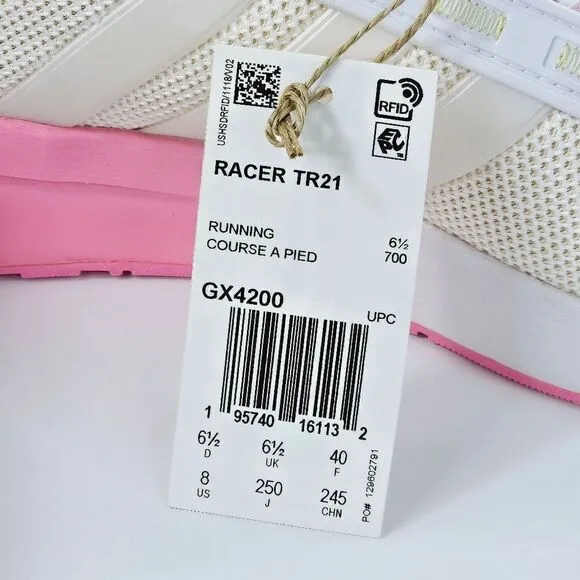 USHSDRFID/1118/V02
RFID
EPC™
RACER TR21
RUNNING 6½
COURSE A PIED 700
GX4200
UPC
1 95740 16113 2
6½ 6½ 40
D UK F
8 250 245
US J CHN
PO# 129602791